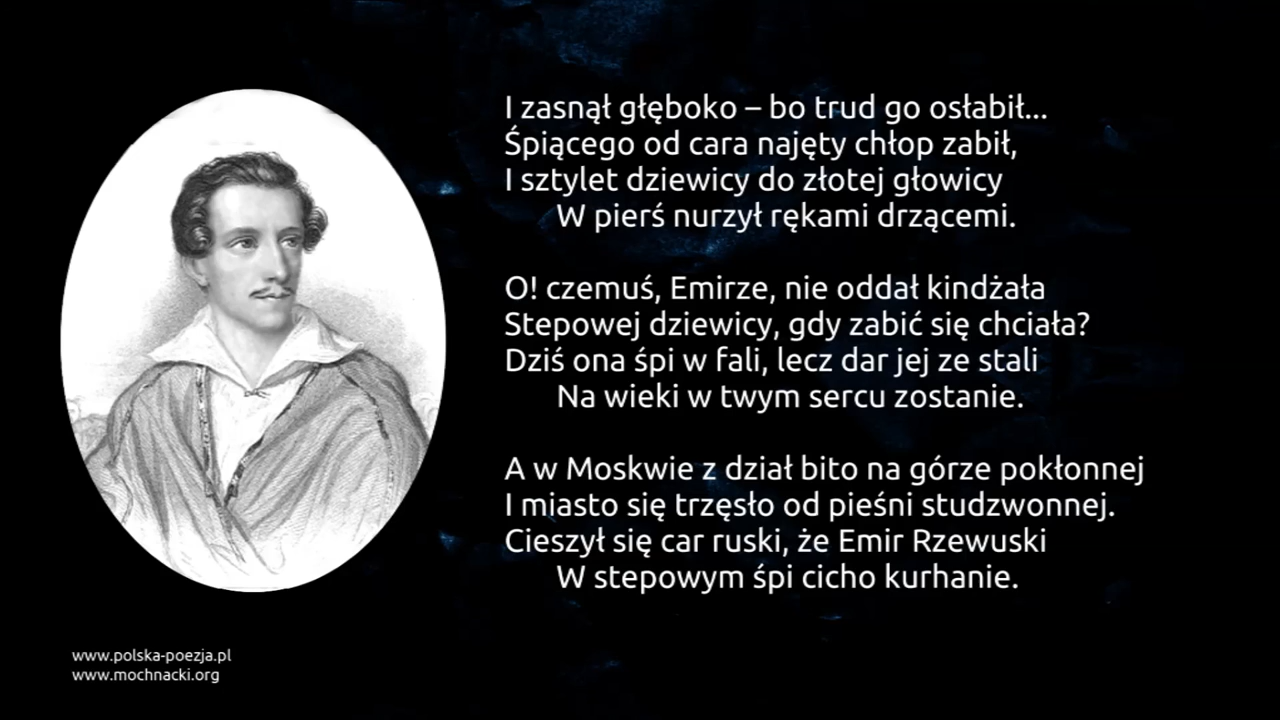 I zasnął głęboko – bo trud go osłabił...
Śpiącego od cara najęty chłop zabił,
I sztylet dziewicy do złotej głowicy
W pierś nurzył rękami drzącemi.
O! czemuś, Emirze, nie oddał kindżała
Stepowej dziewicy, gdy zabić się chciała?
Dziś ona śpi w fali, lecz dar jej ze stali
Na wieki w twym sercu zostanie.
A w Moskwie z dział bito na górze pokłonnej
I miasto się trzęsło od pieśni studzwonnej.
Cieszył się car ruski, że Emir Rzewuski
W stepowym śpi cicho kurhanie.
www.polska-poezja.pl
www.mochnacki.org